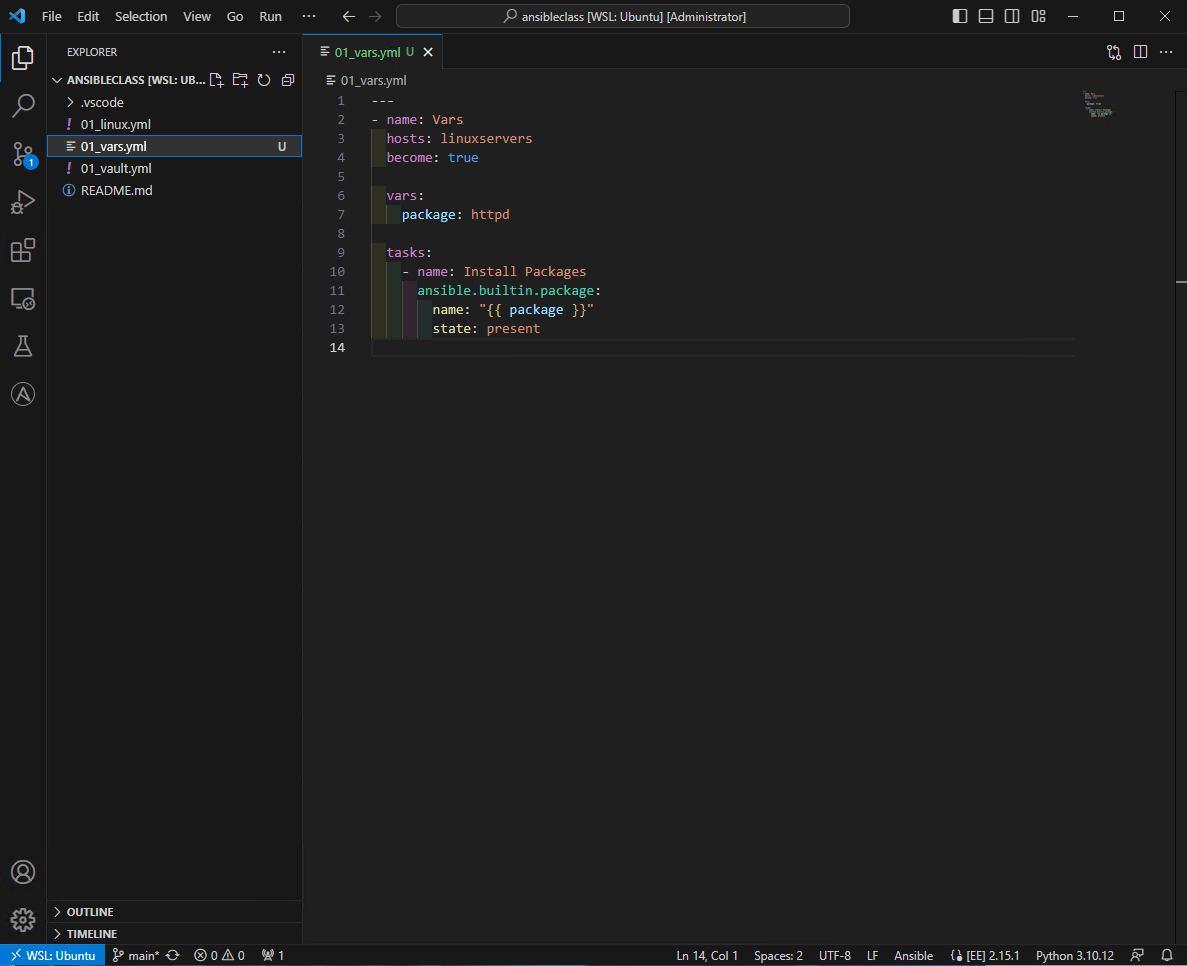 File Edit Selection View Go Run ···
ansibleclass [WSL: Ubuntu] [Administrator]
EXPLORER
ANSIBLECLASS [WSL: UB...
.vscode
! 01_linux.yml
01_vars.yml U
! 01_vault.yml
README.md
OUTLINE
TIMELINE
01_vars.yml U
01_vars.yml
1 ---
2 - name: Vars
3 hosts: linuxservers
4 become: true
5
6 vars:
7 package: httpd
8
9 tasks:
10 - name: Install Packages
11 ansible.builtin.package:
12 name: "{{ package }}"
13 state: present
14
1
WSL: Ubuntu main* 0 0 1 Ln 14, Col 1 Spaces: 2 UTF-8 LF Ansible [EE] 2.15.1 Python 3.10.12